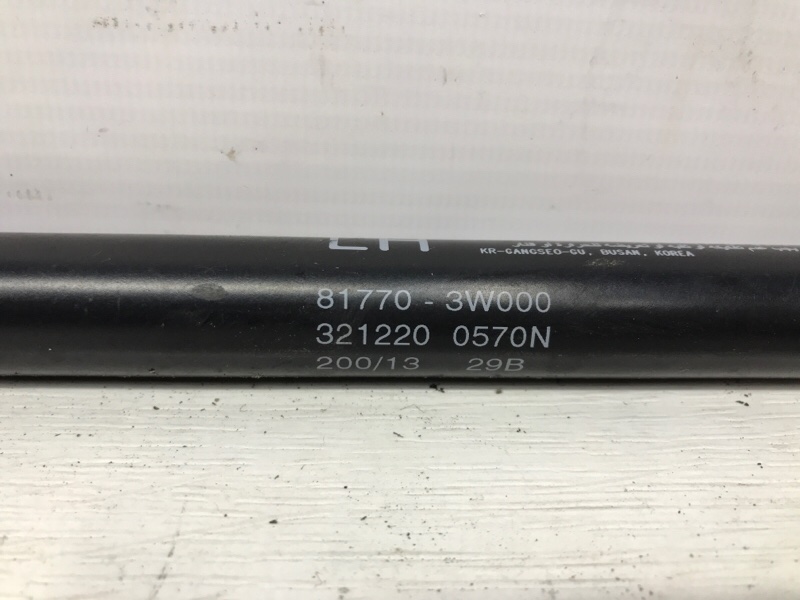 LH
KR-GANGSEO-GU, BUSAN, KOREA
81770 - 3W000
321220 0570N
200/13 29B